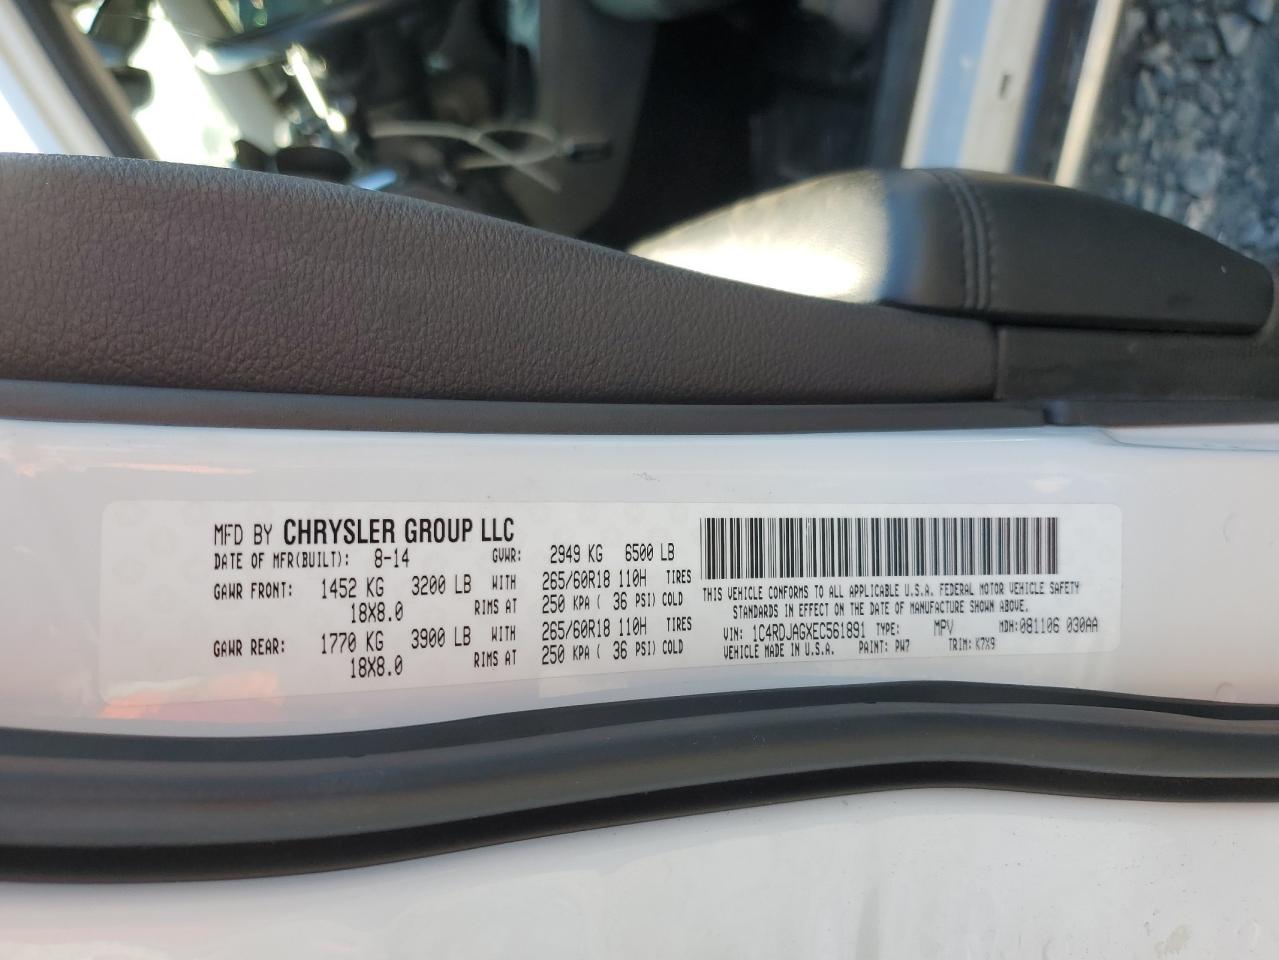 MFD BY CHRYSLER GROUP LLC
DATE OF MFR(BUILT): 8-14 GVWR: 2949 KG 6500 LB
GAWR FRONT: 1452 KG 3200 LB WITH 265/60R18 110H TIRES
18X8.0 RIMS AT 250 KPA ( 36 PSI) COLD
GAWR REAR: 1770 KG 3900 LB WITH 265/60R18 110H TIRES
18X8.0 RIMS AT 250 KPA ( 36 PSI) COLD
THIS VEHICLE CONFORMS TO ALL APPLICABLE U.S.A. FEDERAL MOTOR VEHICLE SAFETY
STANDARDS IN EFFECT ON THE DATE OF MANUFACTURE SHOWN ABOVE.
VIN: 1C4RDJAGXEC561891 TYPE: MPV MDH: 081106 030AA
VEHICLE MADE IN U.S.A. PAINT: PW7 TRIM: K7X9